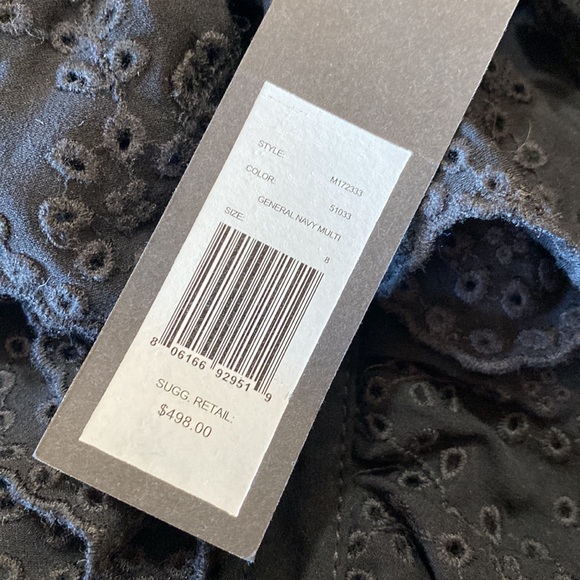 STYLE: M172333
COLOR: 51033
GENERAL NAVY MULTI
SIZE: 8
8 06166 92951 9
SUGG. RETAIL:
$498.00